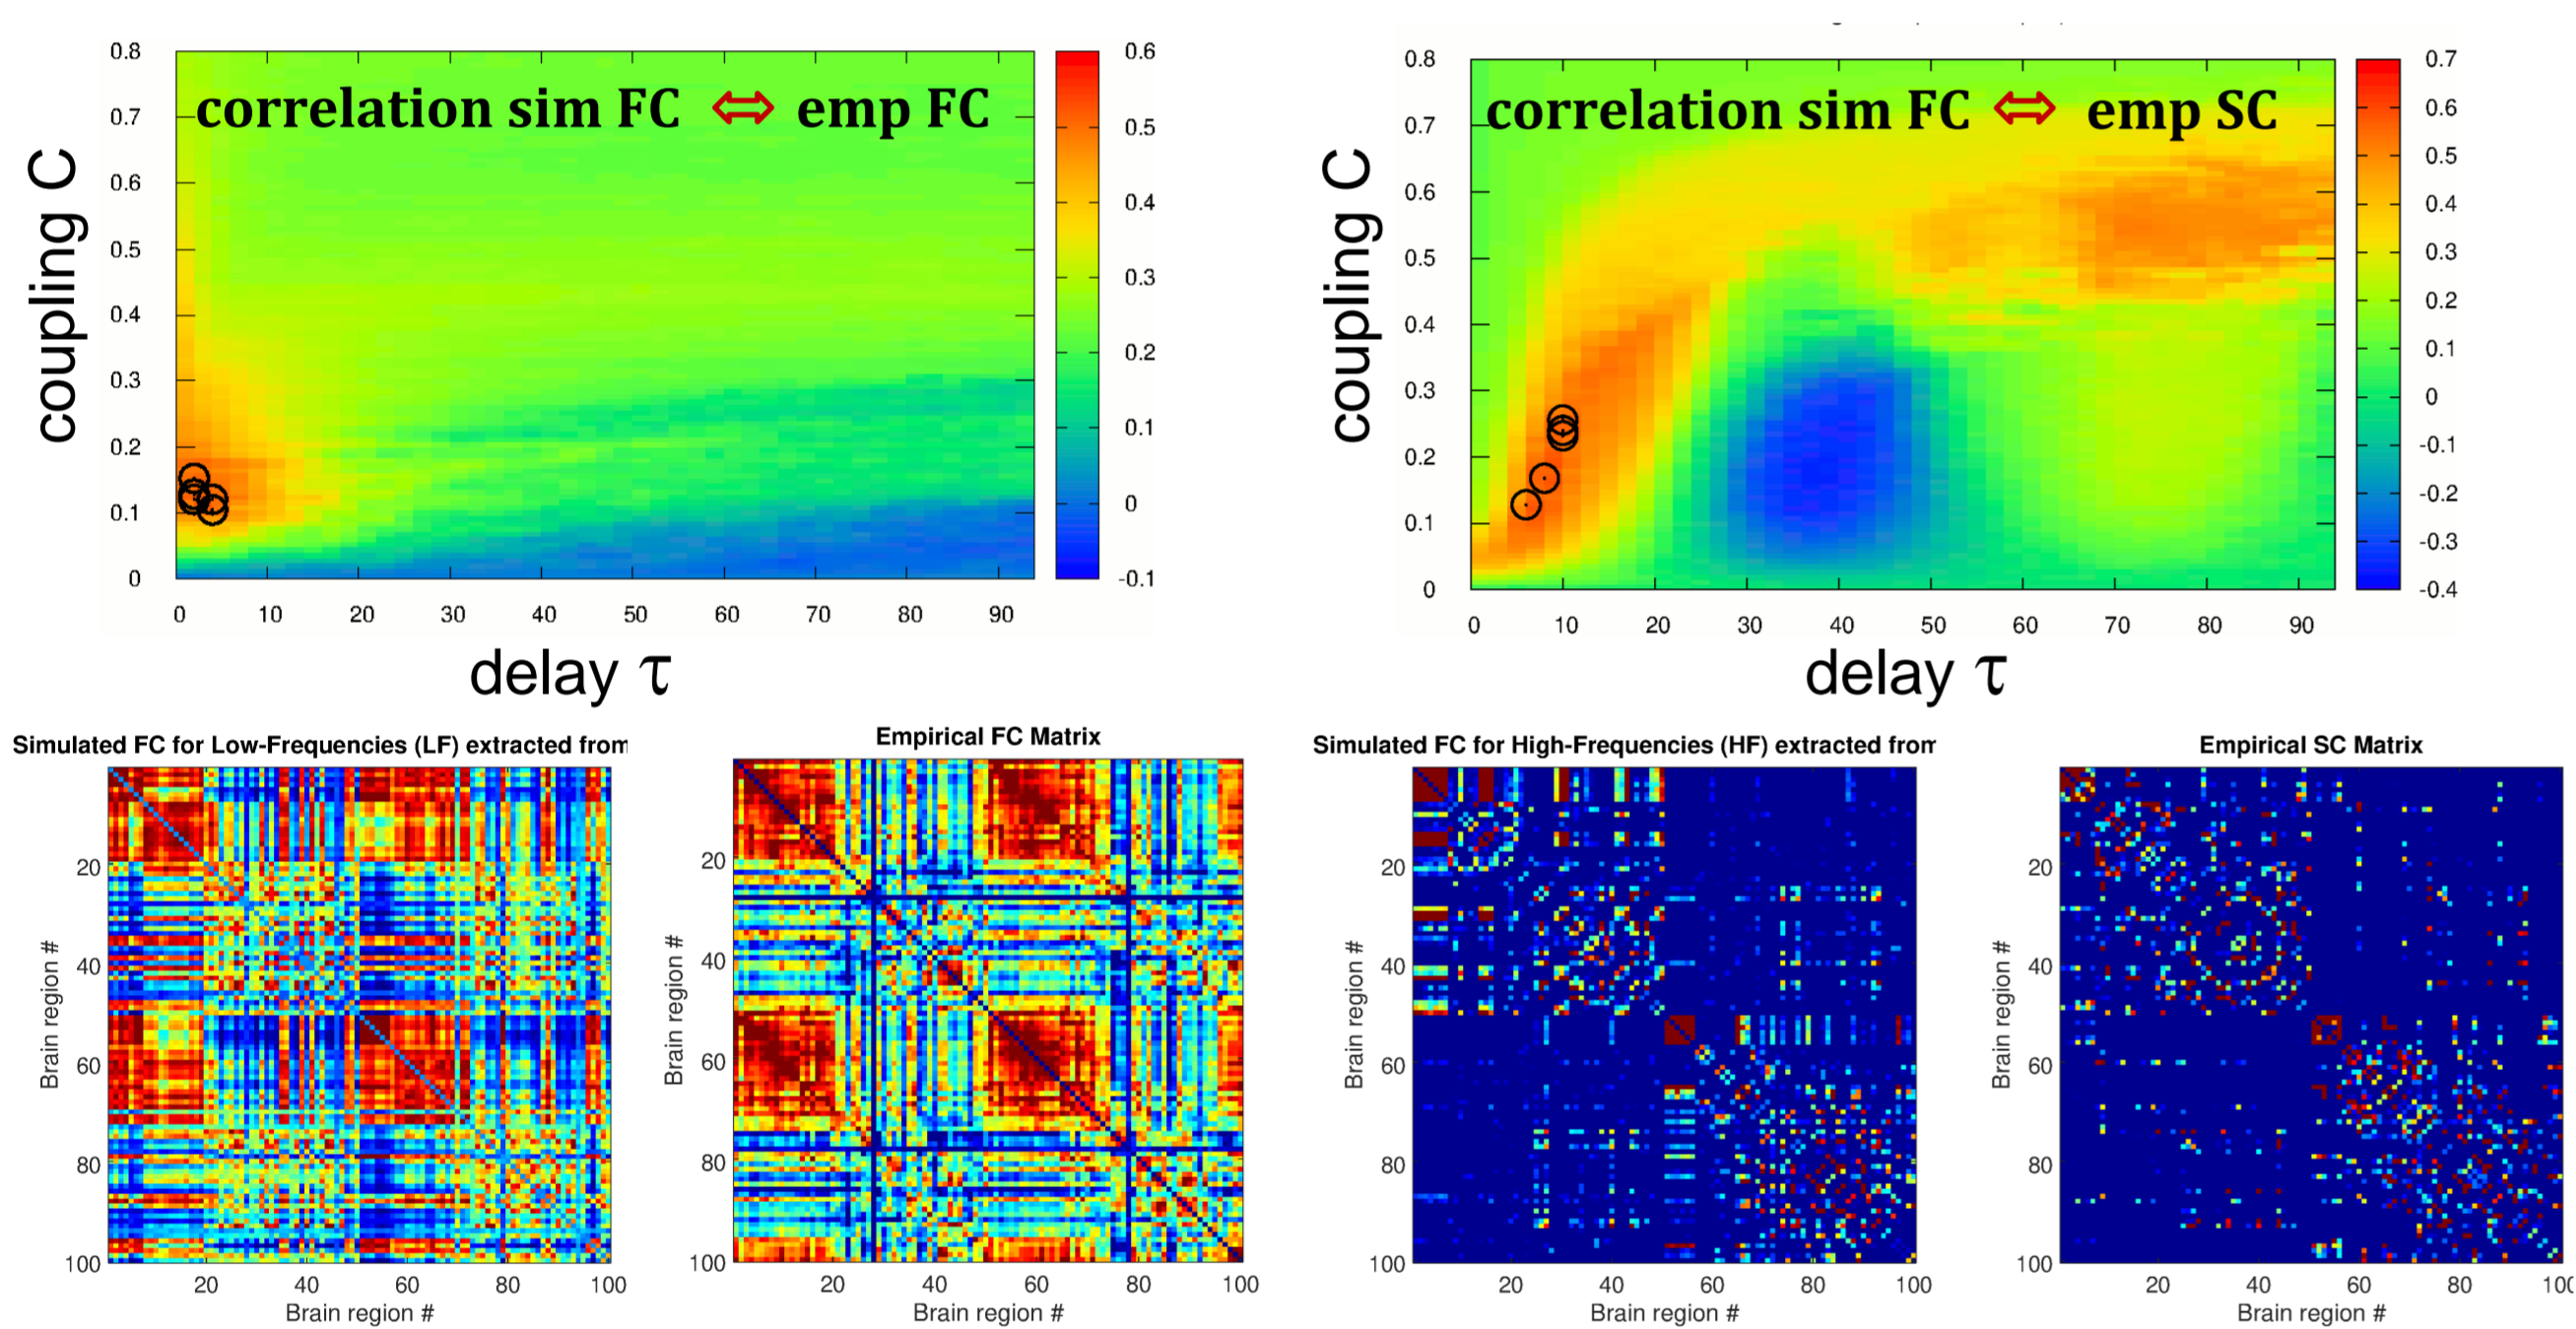 correlation sim FC ⇔ emp FC
coupling C
0.8
0.7
0.6
0.5
0.4
0.3
0.2
0.1
0
0 10 20 30 40 50 60 70 80 90
delay τ
0.6
0.5
0.4
0.3
0.2
0.1
0
-0.1
correlation sim FC ⇔ emp SC
coupling C
0.8
0.7
0.6
0.5
0.4
0.3
0.2
0.1
0
0 10 20 30 40 50 60 70 80 90
delay τ
0.7
0.6
0.5
0.4
0.3
0.2
0.1
0
-0.1
-0.2
-0.3
-0.4
Simulated FC for Low-Frequencies (LF) extracted from
Brain region #
20
40
60
80
100
20 40 60 80 100
Brain region #
Empirical FC Matrix
Brain region #
20
40
60
80
100
20 40 60 80 100
Brain region #
Simulated FC for High-Frequencies (HF) extracted from
Brain region #
20
40
60
80
100
20 40 60 80 100
Brain region #
Empirical SC Matrix
Brain region #
20
40
60
80
100
20 40 60 80 100
Brain region #